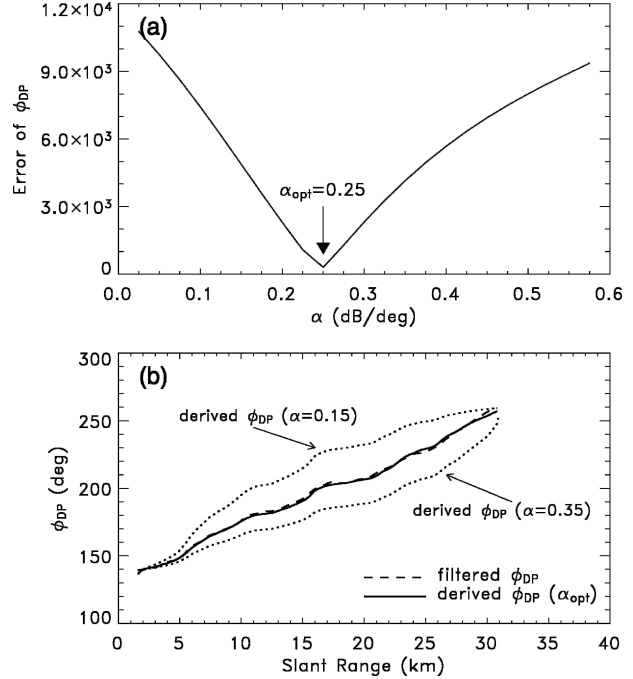 (a)
1.2×10⁴
9.0×10³
6.0×10³
3.0×10³
0
Error of ϕDP
αopt=0.25
0.0 0.1 0.2 0.3 0.4 0.5 0.6
α (dB/deg)
(b)
300
250
200
150
100
ϕDP (deg)
derived ϕDP (α=0.15)
derived ϕDP (α=0.35)
filtered ϕDP
derived ϕDP (αopt)
0 5 10 15 20 25 30 35 40
Slant Range (km)